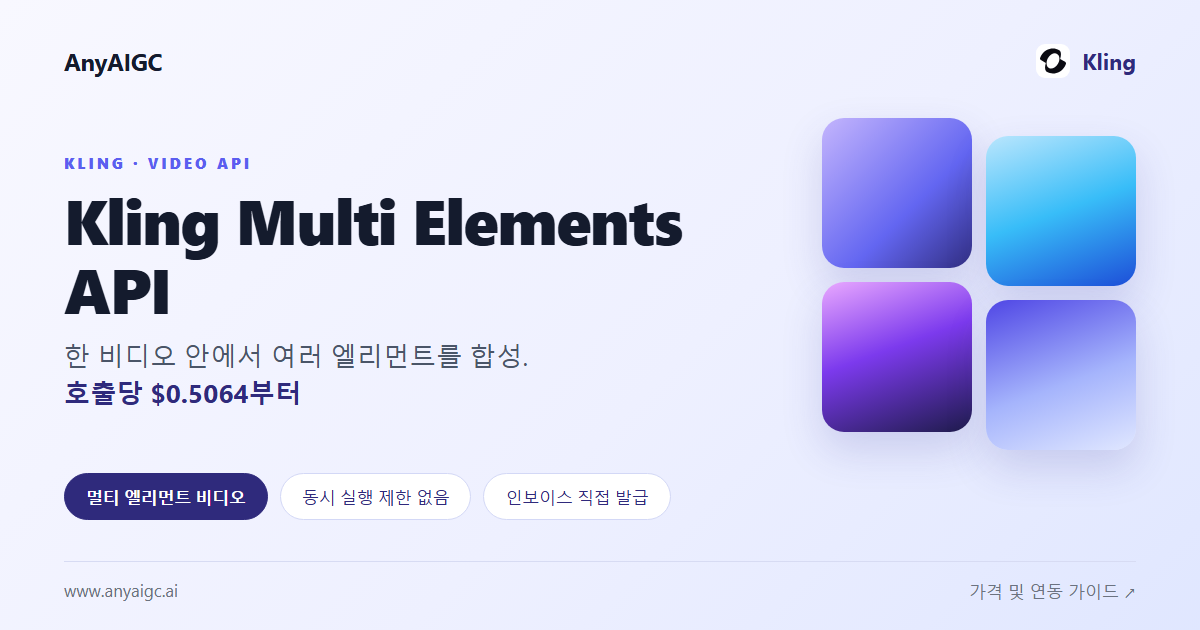 AnyAIGC
Kling
KLING · VIDEO API
Kling Multi Elements
API
한 비디오 안에서 여러 엘리먼트를 합성.
호출당 $0.5064부터
멀티 엘리먼트 비디오
동시 실행 제한 없음
인보이스 직접 발급
www.anyaigc.ai
가격 및 연동 가이드 ↗